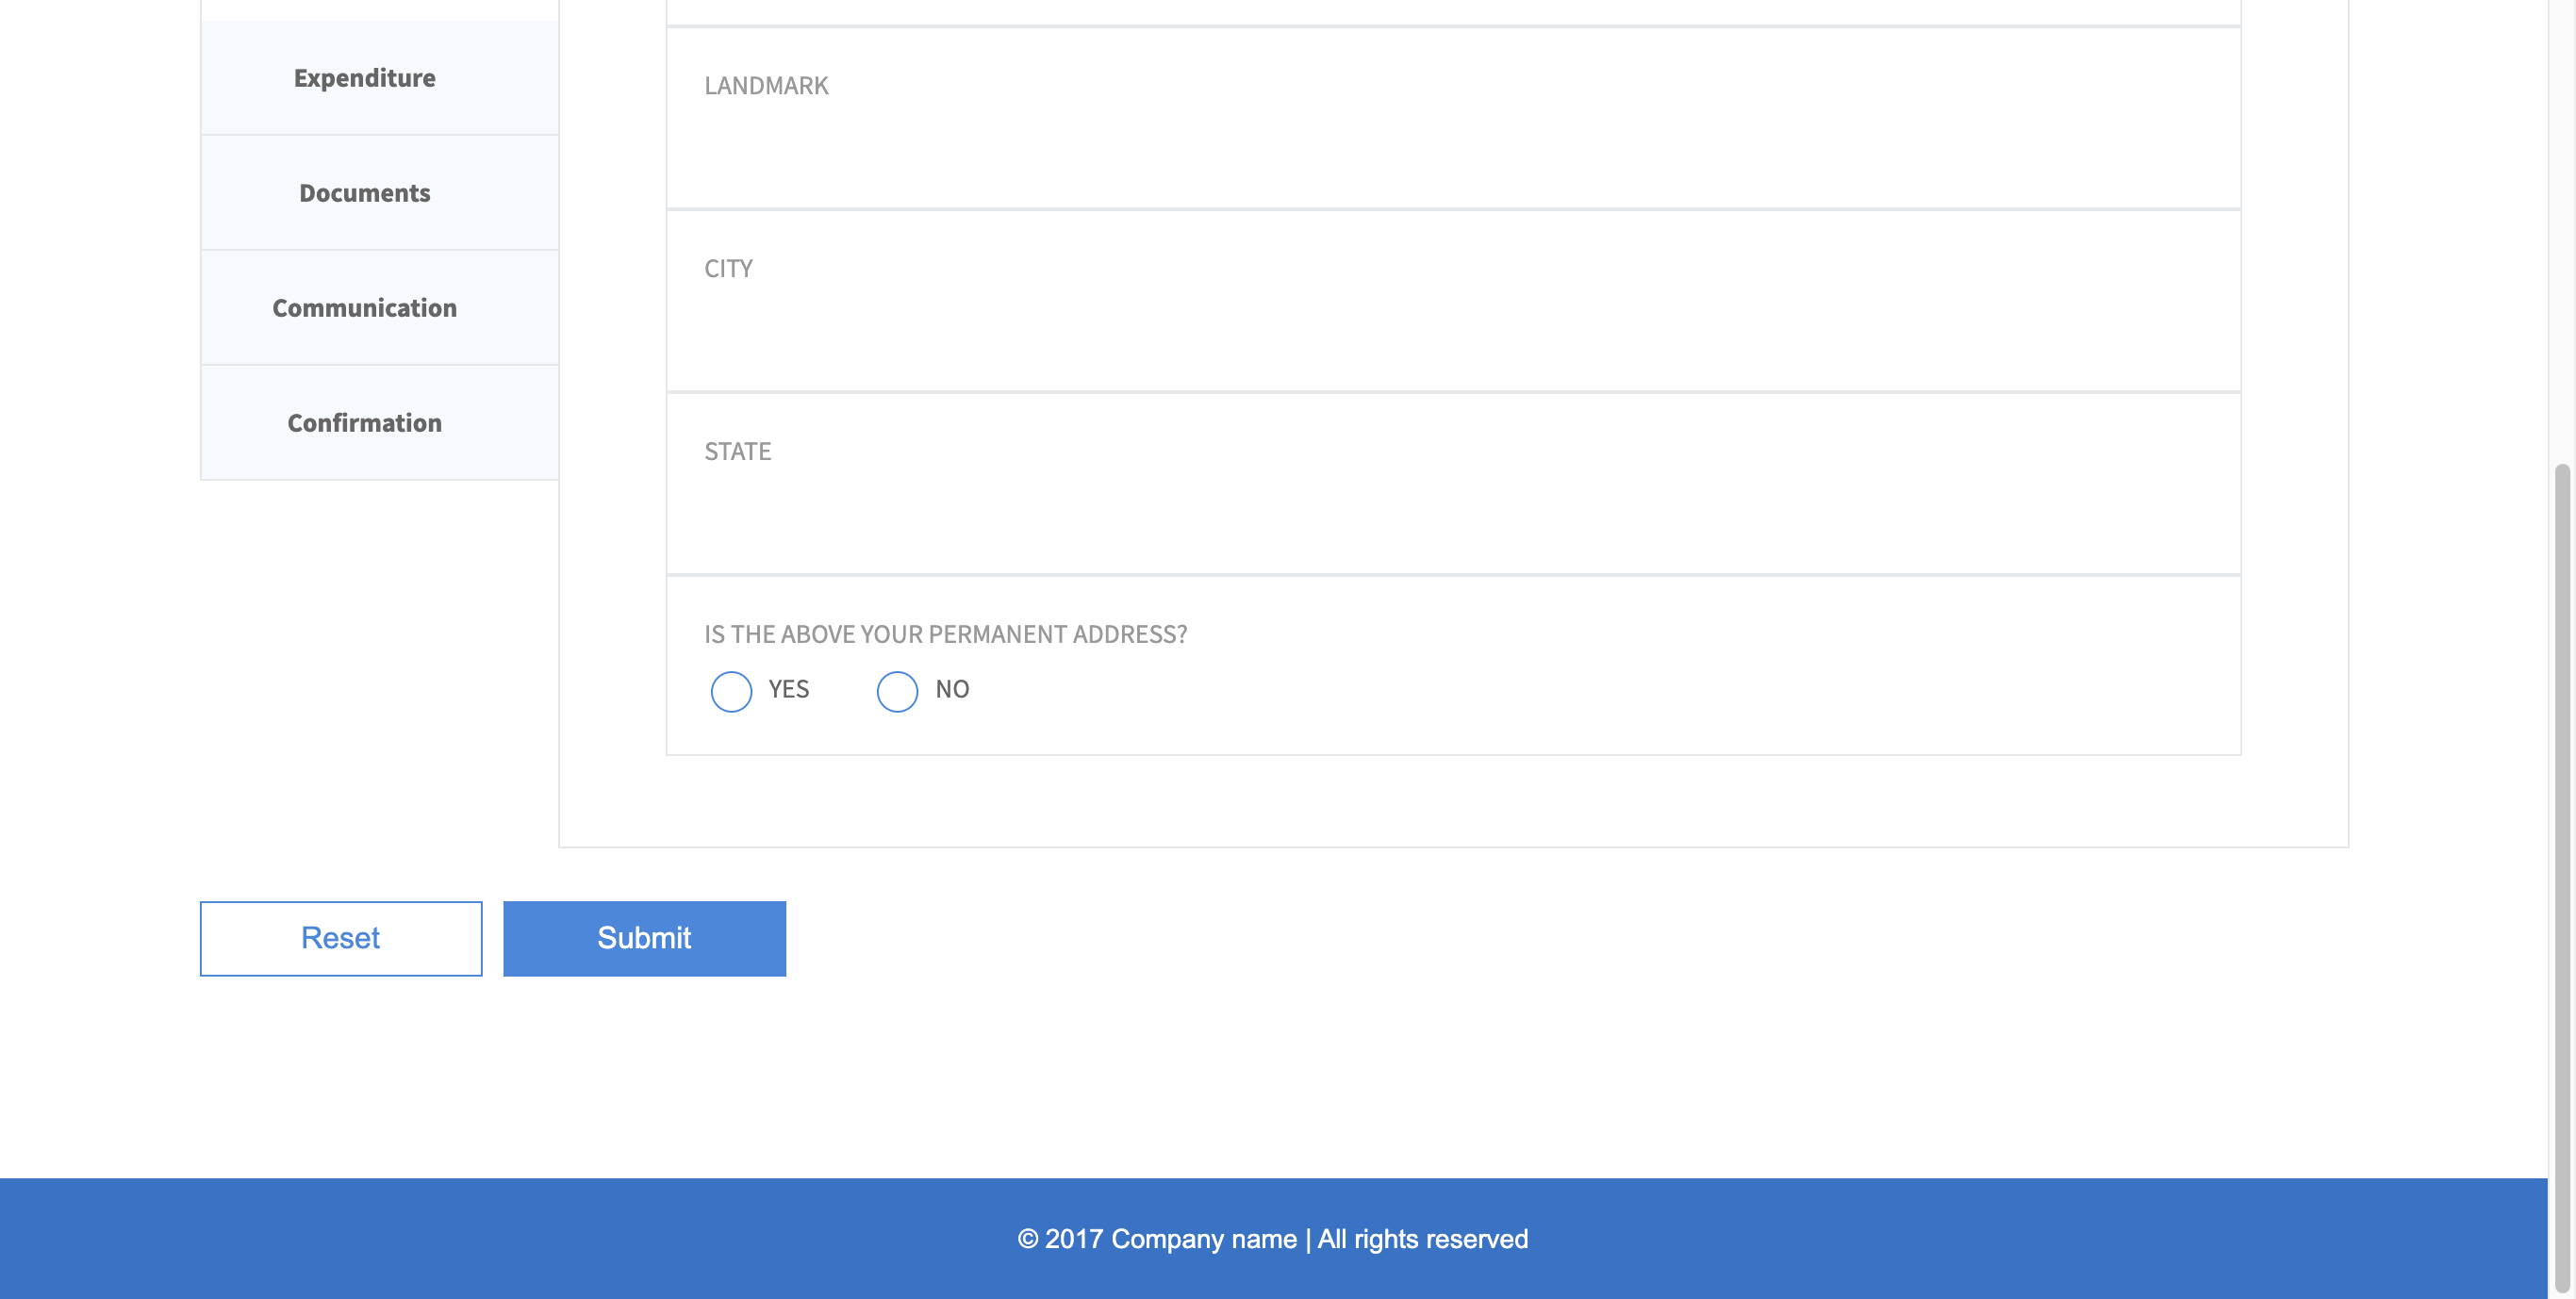 Expenditure
Documents
Communication
Confirmation
LANDMARK
CITY
STATE
IS THE ABOVE YOUR PERMANENT ADDRESS?
YES NO
Reset Submit
© 2017 Company name | All rights reserved